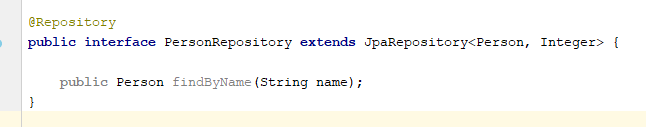 @Repository
public interface PersonRepository extends JpaRepository<Person, Integer> {
public Person findByName(String name);
}